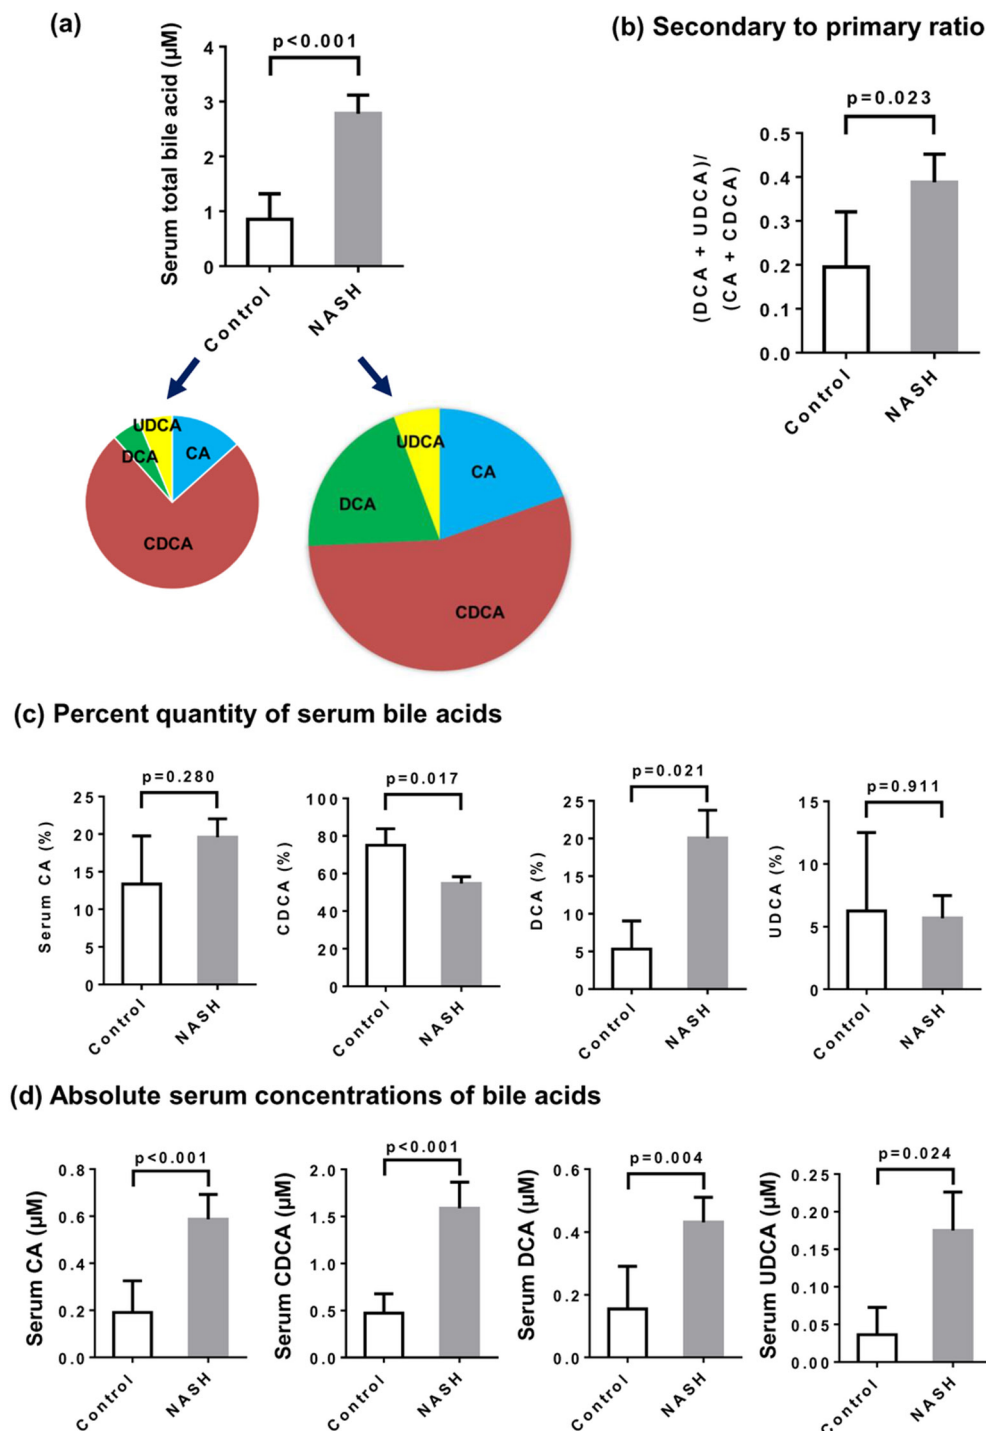 (a)
p<0.001
Serum total bile acid (µM)
4
3
2
1
0
Control
NASH
(b) Secondary to primary ratio
p=0.023
(DCA + UDCA)/
(CA + CDCA)
0.5
0.4
0.3
0.2
0.1
0.0
Control
NASH
UDCA
DCA
CA
CDCA
UDCA
CA
DCA
CDCA
(c) Percent quantity of serum bile acids
p=0.280
Serum CA (%)
25
20
15
10
5
0
Control
NASH
p=0.017
CDCA (%)
100
80
60
40
20
0
Control
NASH
p=0.021
DCA (%)
25
20
15
10
5
0
Control
NASH
p=0.911
UDCA (%)
15
10
5
0
Control
NASH
(d) Absolute serum concentrations of bile acids
p<0.001
Serum CA (µM)
0.8
0.6
0.4
0.2
0.0
Control
NASH
p<0.001
Serum CDCA (µM)
2.0
1.5
1.0
0.5
0.0
Control
NASH
p=0.004
Serum DCA (µM)
0.6
0.4
0.2
0.0
Control
NASH
p=0.024
Serum UDCA (µM)
0.25
0.20
0.15
0.10
0.05
0.00
Control
NASH